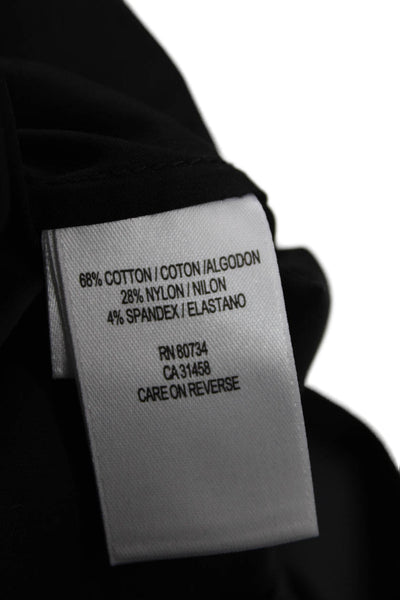 68% COTTON / COTON /ALGODON
28% NYLON / NILON
4% SPANDEX / ELASTANO
RN 80734
CA 31458
CARE ON REVERSE